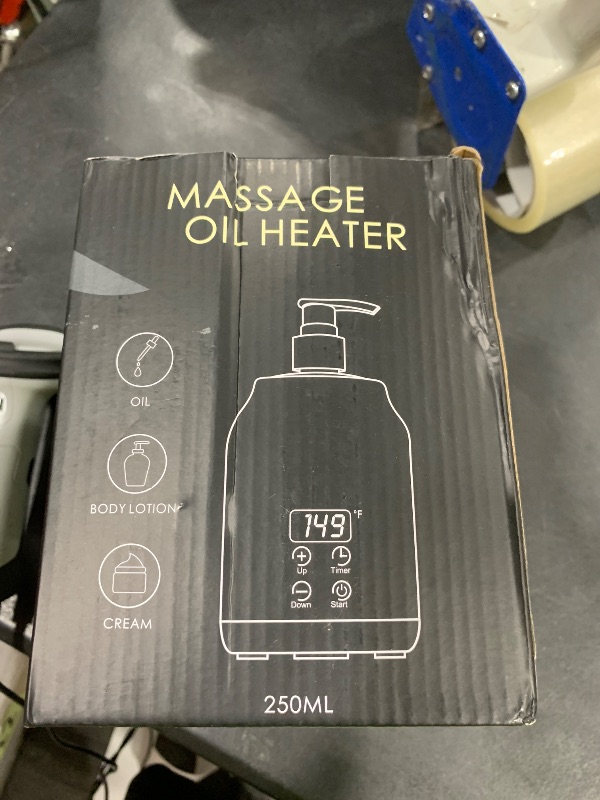 MASSAGE
OIL HEATER
OIL
BODY LOTION
CREAM
149 °F
Up Timer
Down Start
250ML